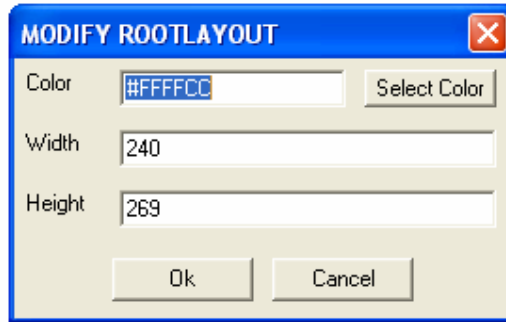 MODIFY ROOTLAYOUT
Color #FFFFCC Select Color
Width 240
Height 269
Ok Cancel